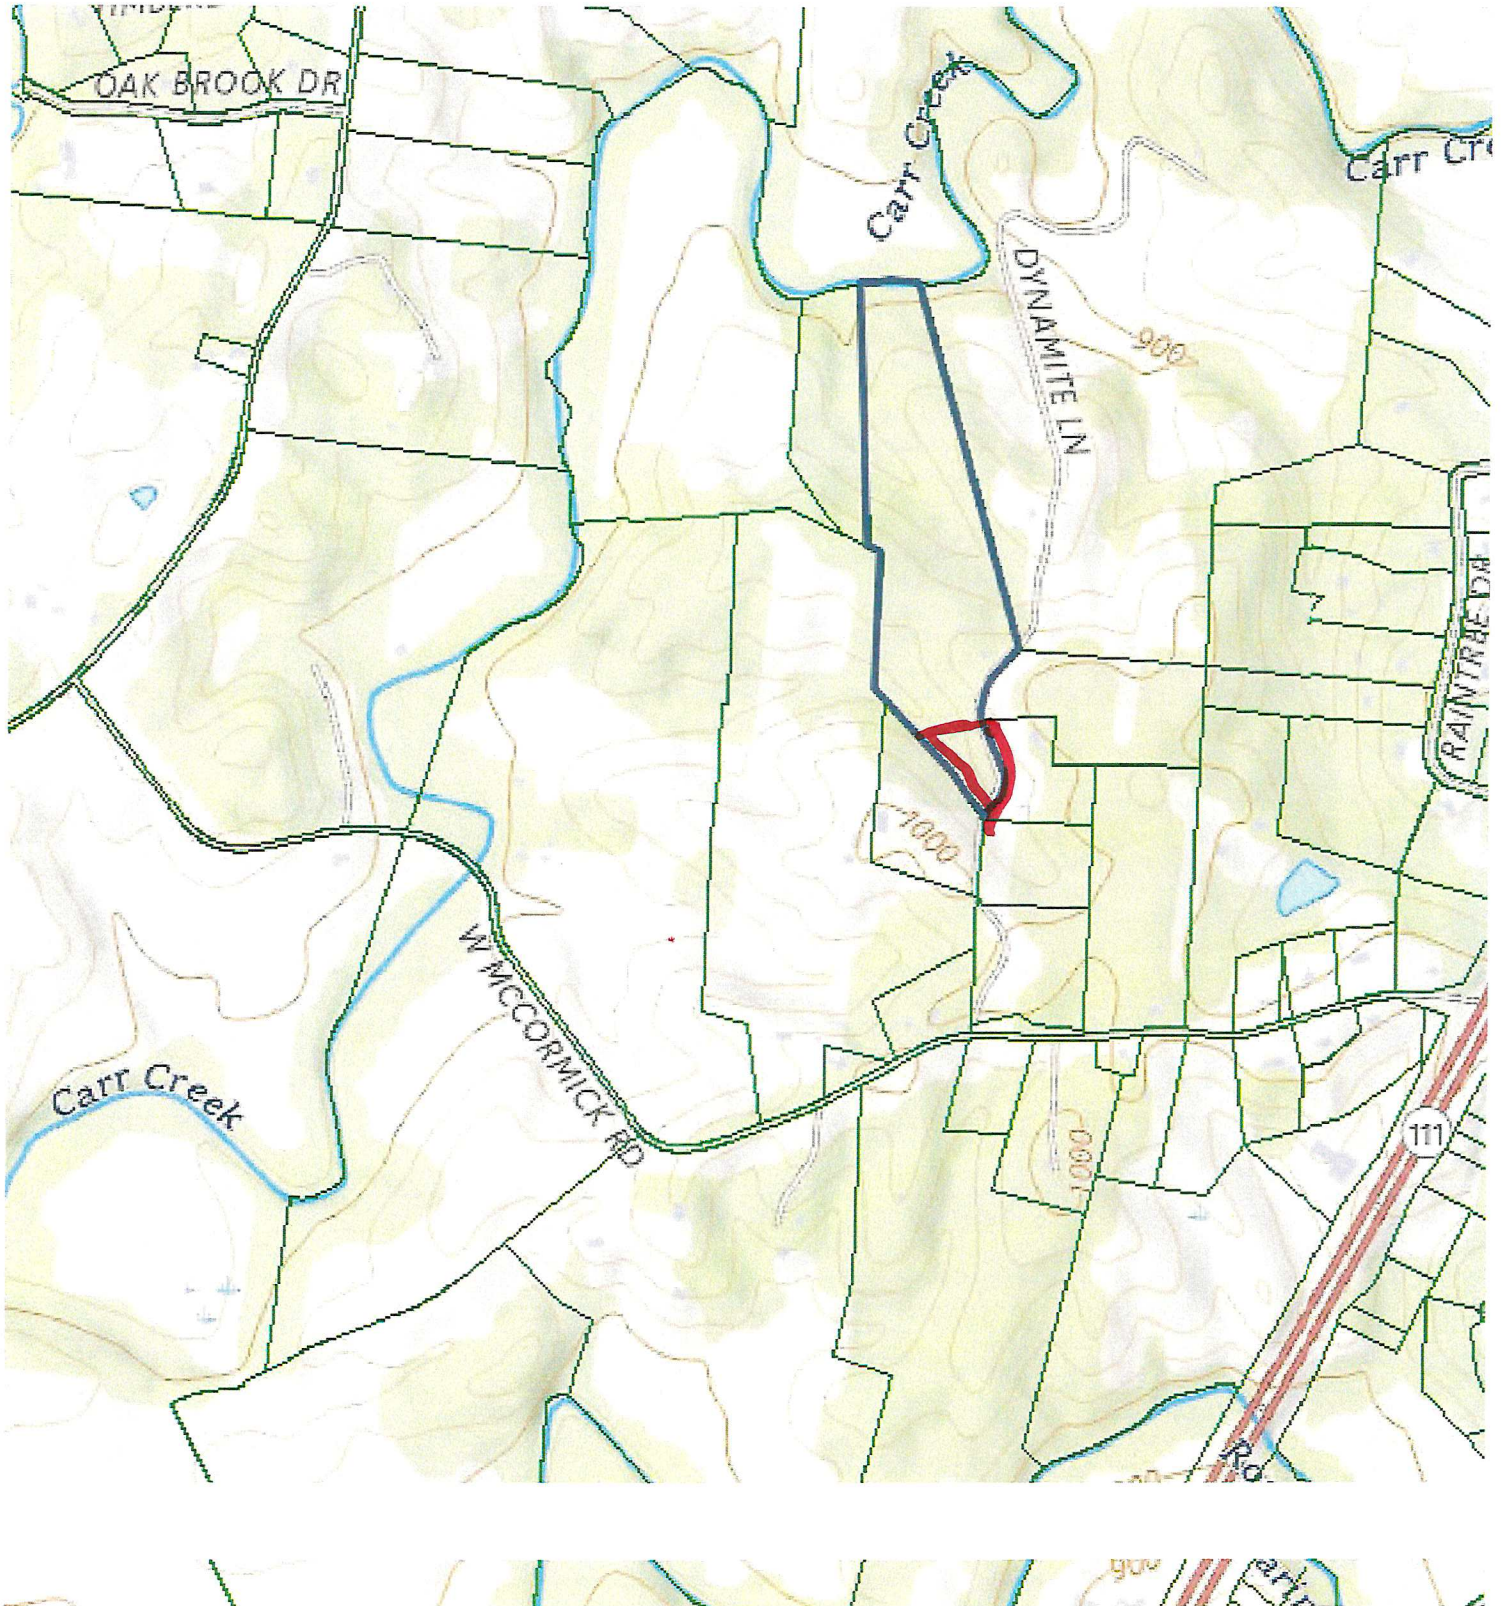 OAK BROOK DR
Carr Creek
Carr Cre
DYNAMITE LN
900
RAINTREE DR
1000
W MCCORMICK RD
Carr Creek
1000
111
Ro
900